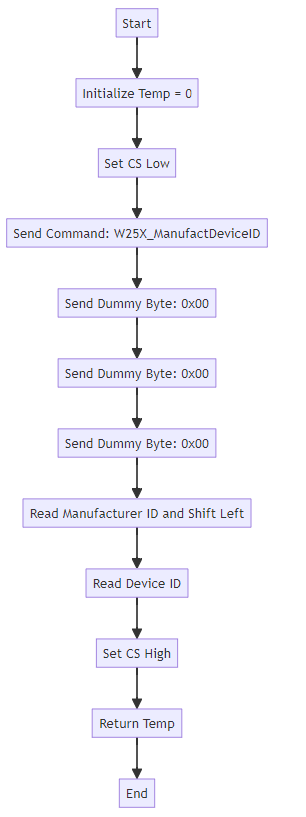 Start
Initialize Temp = 0
Set CS Low
Send Command: W25X_ManufactDeviceID
Send Dummy Byte: 0x00
Send Dummy Byte: 0x00
Send Dummy Byte: 0x00
Read Manufacturer ID and Shift Left
Read Device ID
Set CS High
Return Temp
End